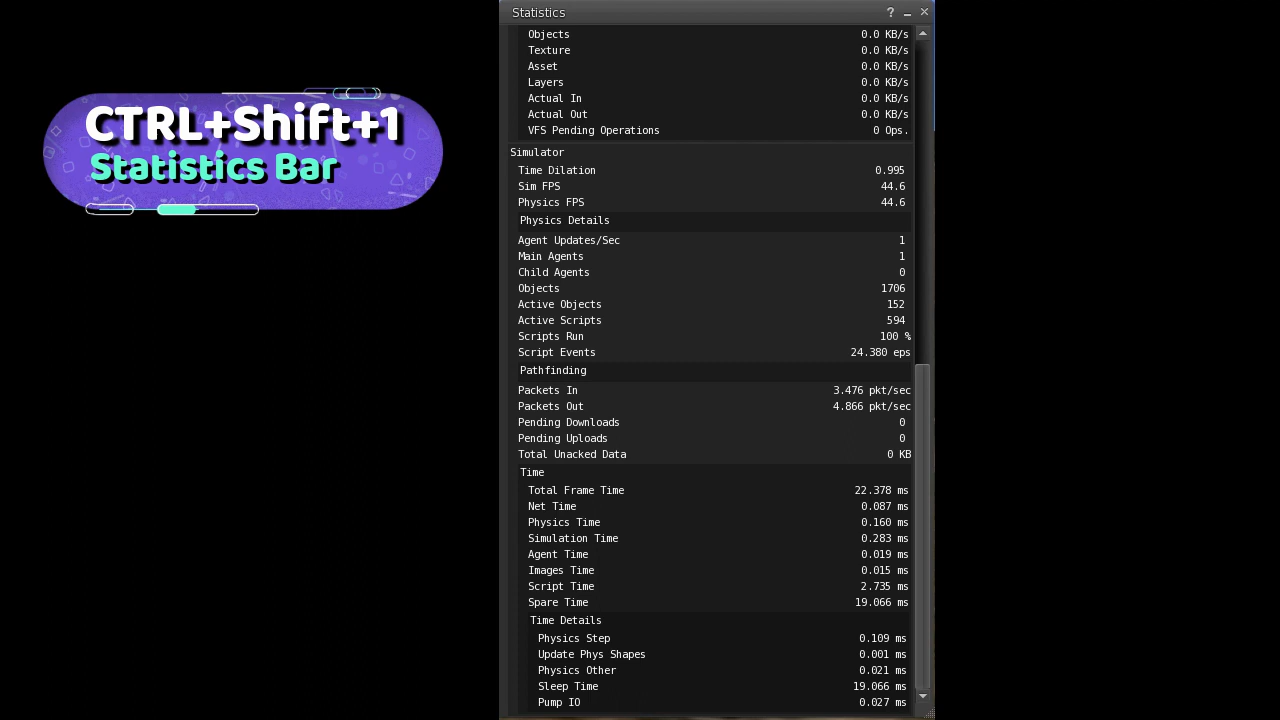 CTRL+Shift+1
Statistics Bar
Statistics ?
Objects 0.0 KB/s
Texture 0.0 KB/s
Asset 0.0 KB/s
Layers 0.0 KB/s
Actual In 0.0 KB/s
Actual Out 0.0 KB/s
VFS Pending Operations 0 Ops.
Simulator
Time Dilation 0.995
Sim FPS 44.6
Physics FPS 44.6
Physics Details
Agent Updates/Sec 1
Main Agents 1
Child Agents 0
Objects 1706
Active Objects 152
Active Scripts 594
Scripts Run 100 %
Script Events 24.380 eps
Pathfinding
Packets In 3.476 pkt/sec
Packets Out 4.866 pkt/sec
Pending Downloads 0
Pending Uploads 0
Total Unacked Data 0 KB
Time
Total Frame Time 22.378 ms
Net Time 0.087 ms
Physics Time 0.160 ms
Simulation Time 0.283 ms
Agent Time 0.019 ms
Images Time 0.015 ms
Script Time 2.735 ms
Spare Time 19.066 ms
Time Details
Physics Step 0.109 ms
Update Phys Shapes 0.001 ms
Physics Other 0.021 ms
Sleep Time 19.066 ms
Pump IO 0.027 ms